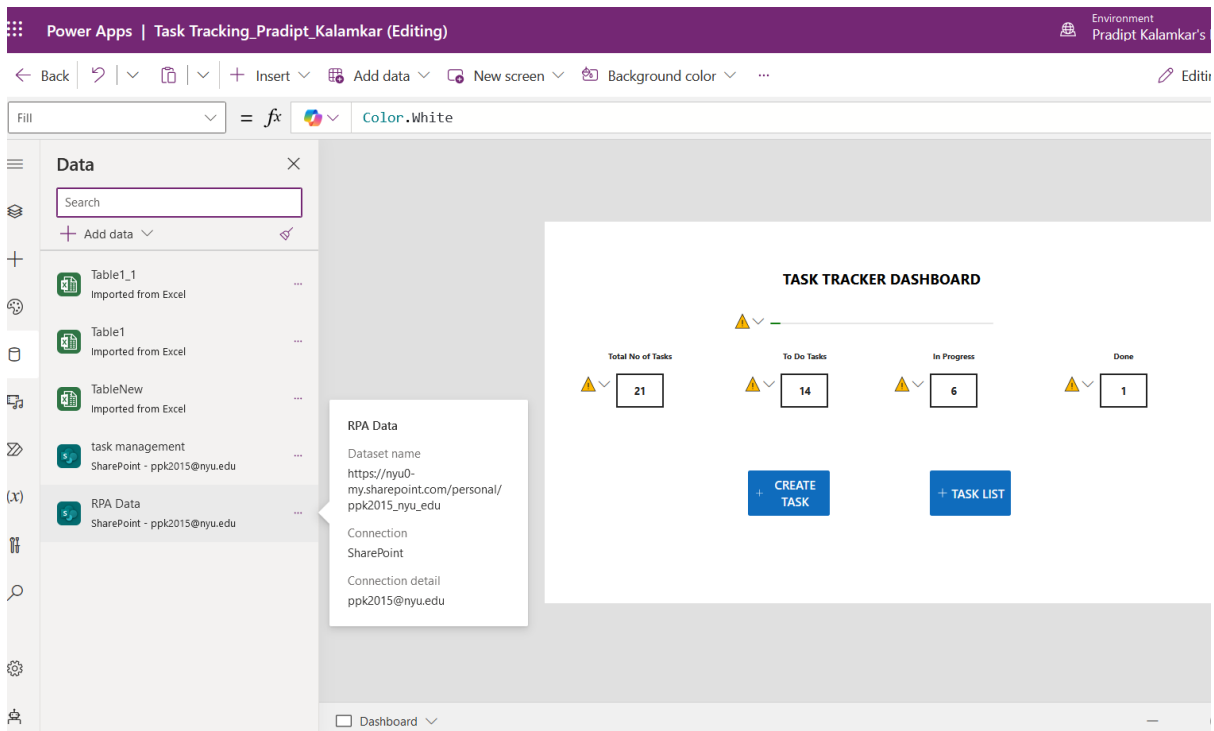 Power Apps | Task Tracking_Pradipt_Kalamkar (Editing)
Environment
Pradipt Kalamkar's
Back
Insert
Add data
New screen
Background color
...
Fill
= fx
Color.White
Data
Search
Add data
Table1_1
Imported from Excel
Table1
Imported from Excel
TableNew
Imported from Excel
task management
SharePoint - ppk2015@nyu.edu
RPA Data
SharePoint - ppk2015@nyu.edu
(x)
RPA Data
Dataset name
https://nyu0-
my.sharepoint.com/personal/
ppk2015_nyu_edu
Connection
SharePoint
Connection detail
ppk2015@nyu.edu
TASK TRACKER DASHBOARD
Total No of Tasks
To Do Tasks
In Progress
Done
21
14
6
1
+ CREATE
TASK
+ TASK LIST
Dashboard